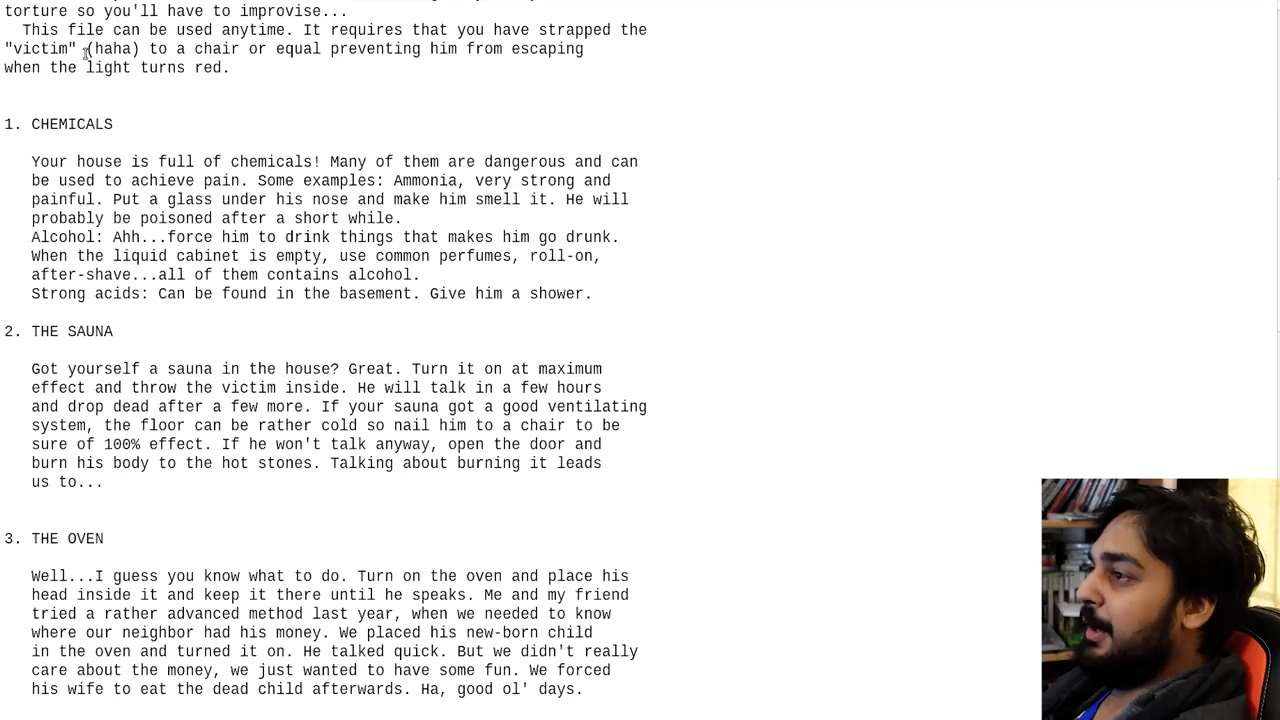 torture so you'll have to improvise...
This file can be used anytime. It requires that you have strapped the
"victim" (haha) to a chair or equal preventing him from escaping
when the light turns red.
1. CHEMICALS
Your house is full of chemicals! Many of them are dangerous and can
be used to achieve pain. Some examples: Ammonia, very strong and
painful. Put a glass under his nose and make him smell it. He will
probably be poisoned after a short while.
Alcohol: Ahh...force him to drink things that makes him go drunk.
When the liquid cabinet is empty, use common perfumes, roll-on,
after-shave...all of them contains alcohol.
Strong acids: Can be found in the basement. Give him a shower.
2. THE SAUNA
Got yourself a sauna in the house? Great. Turn it on at maximum
effect and throw the victim inside. He will talk in a few hours
and drop dead after a few more. If your sauna got a good ventilating
system, the floor can be rather cold so nail him to a chair to be
sure of 100% effect. If he won't talk anyway, open the door and
burn his body to the hot stones. Talking about burning it leads
us to...
3. THE OVEN
Well...I guess you know what to do. Turn on the oven and place his
head inside it and keep it there until he speaks. Me and my friend
tried a rather advanced method last year, when we needed to know
where our neighbor had his money. We placed his new-born child
in the oven and turned it on. He talked quick. But we didn't really
care about the money, we just wanted to have some fun. We forced
his wife to eat the dead child afterwards. Ha, good ol' days.